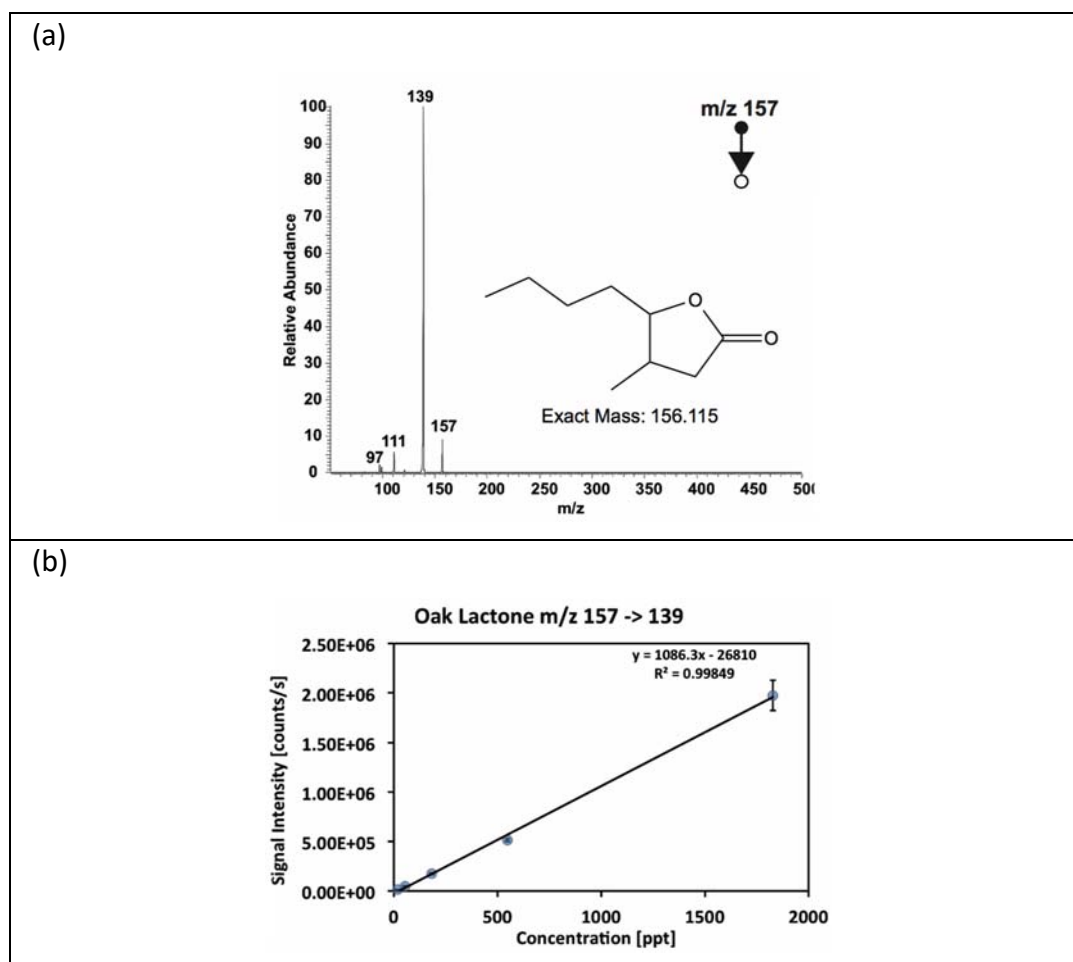 (a)
139
m/z 157
100
90
80
70
60
50
40
30
20
10
0
Relative Abundance
O
O
Exact Mass: 156.115
157
111
97
100 150 200 250 300 350 400 450 500
m/z
(b)
Oak Lactone m/z 157 -> 139
y = 1086.3x - 26810
R² = 0.99849
2.50E+06
2.00E+06
1.50E+06
1.00E+06
5.00E+05
0.00E+00
Signal Intensity [counts/s]
0 500 1000 1500 2000
Concentration [ppt]